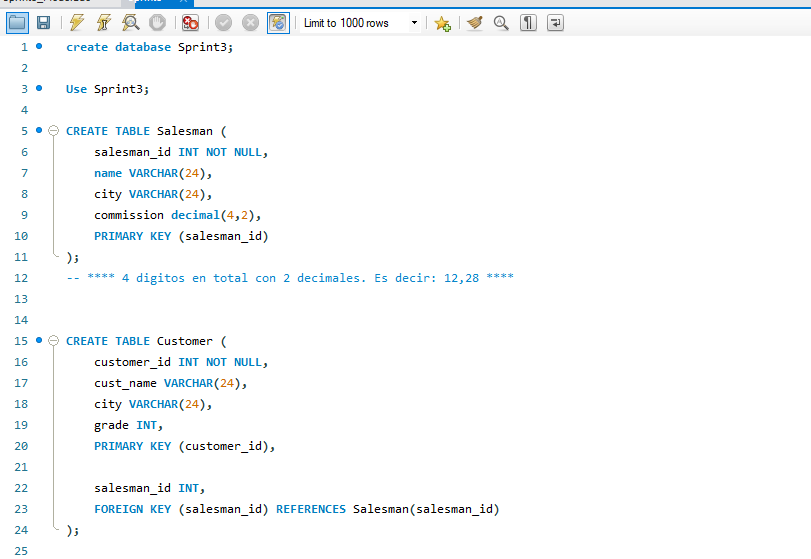 Limit to 1000 rows
1 create database Sprint3;
2
3 Use Sprint3;
4
5 CREATE TABLE Salesman (
6 salesman_id INT NOT NULL,
7 name VARCHAR(24),
8 city VARCHAR(24),
9 commission decimal(4,2),
10 PRIMARY KEY (salesman_id)
11 );
12 -- **** 4 digitos en total con 2 decimales. Es decir: 12,28 ****
13
14
15 CREATE TABLE Customer (
16 customer_id INT NOT NULL,
17 cust_name VARCHAR(24),
18 city VARCHAR(24),
19 grade INT,
20 PRIMARY KEY (customer_id),
21
22 salesman_id INT,
23 FOREIGN KEY (salesman_id) REFERENCES Salesman(salesman_id)
24 );
25